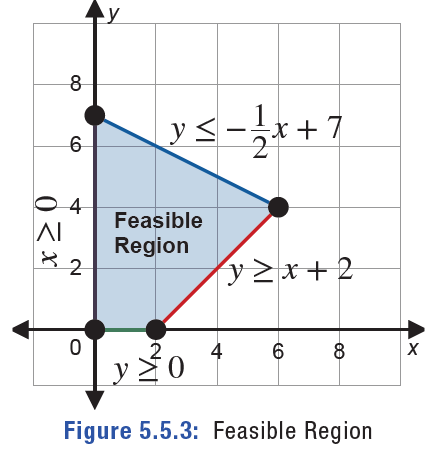 y
8
y ≤ -1/2x + 7
6
x ≥ 0
4
Feasible
Region
2
y ≥ x + 2
0 2 4 6 8 x
y ≥ 0
Figure 5.5.3: Feasible Region